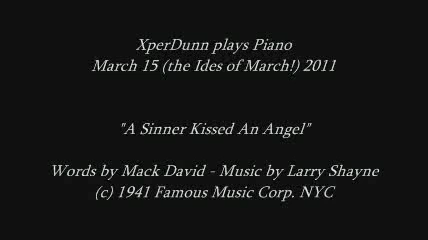 XperDunn plays Piano
March 15 (the Ides of March!) 2011
"A Sinner Kissed An Angel"
Words by Mack David - Music by Larry Shayne
(c) 1941 Famous Music Corp. NYC